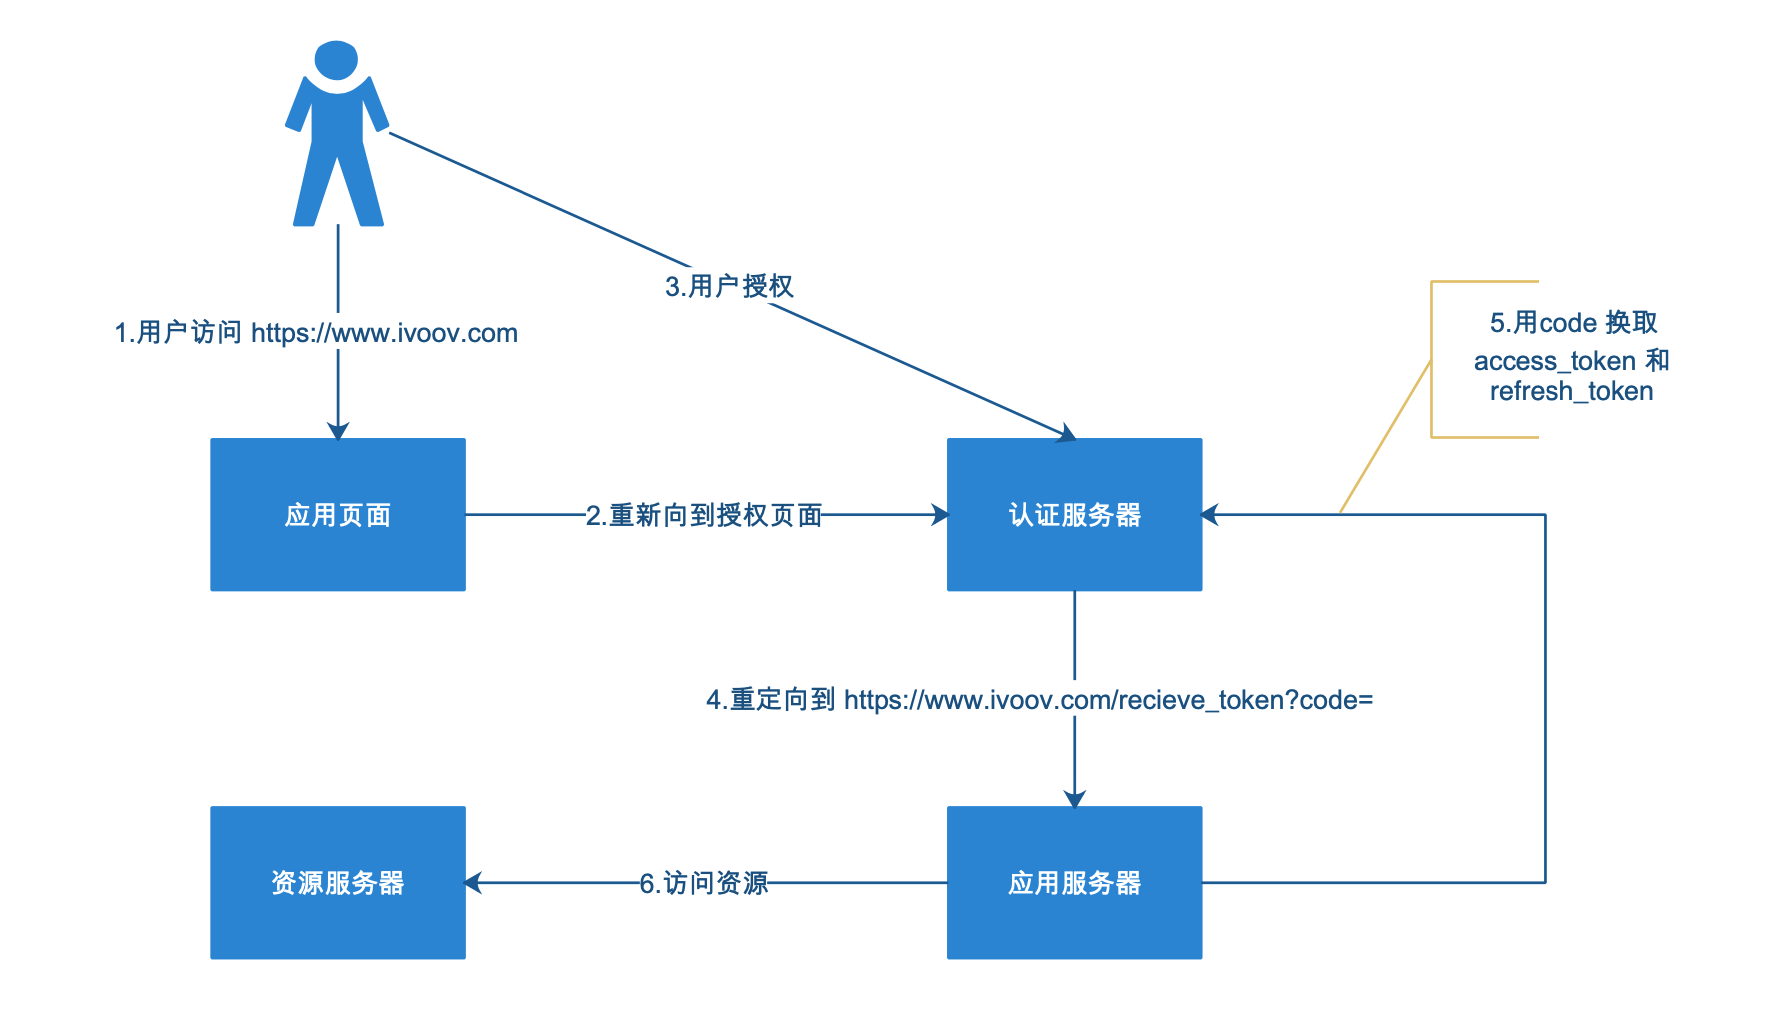 3.用户授权
1.用户访问 https://www.ivoov.com
5.用code 换取
access_token 和
refresh_token
应用页面
2.重新向到授权页面
认证服务器
4.重定向到 https://www.ivoov.com/recieve_token?code=
资源服务器
6.访问资源
应用服务器